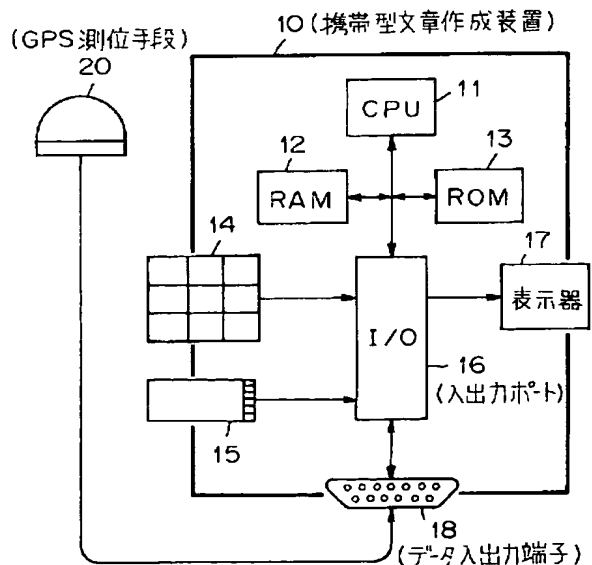 10(携帯型文章作成装置)
(GPS測位手段)
20
CPU
11
12
RAM
13
ROM
14
17
表示器
I/O
16
(入出力ポート)
15
18
(データ入出力端子)